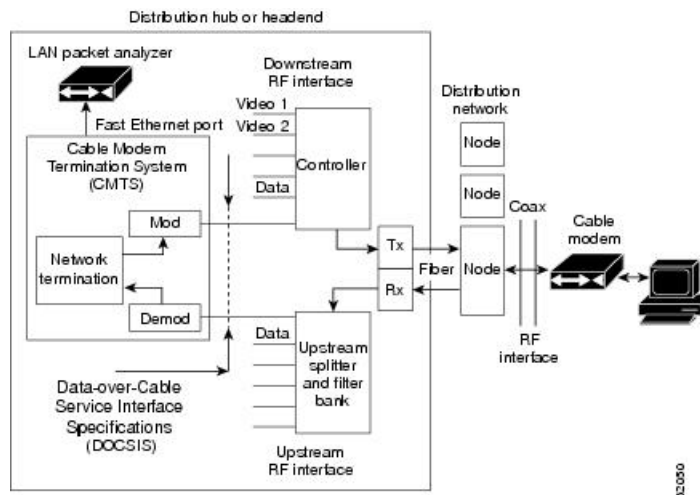 Distribution hub or headend
LAN packet analyzer
Fast Ethernet port
Cable Modem
Termination System
(CMTS)
Mod
Network
termination
Demod
Data-over-Cable
Service Interface
Specifications
(DOCSIS)
Downstream
RF interface
Video 1
Video 2
Data
Controller
Data
Upstream
splitter
and filter
bank
Upstream
RF interface
Tx
Rx
Fiber
Distribution
network
Node
Node
Node
Coax
RF
interface
Cable
modem